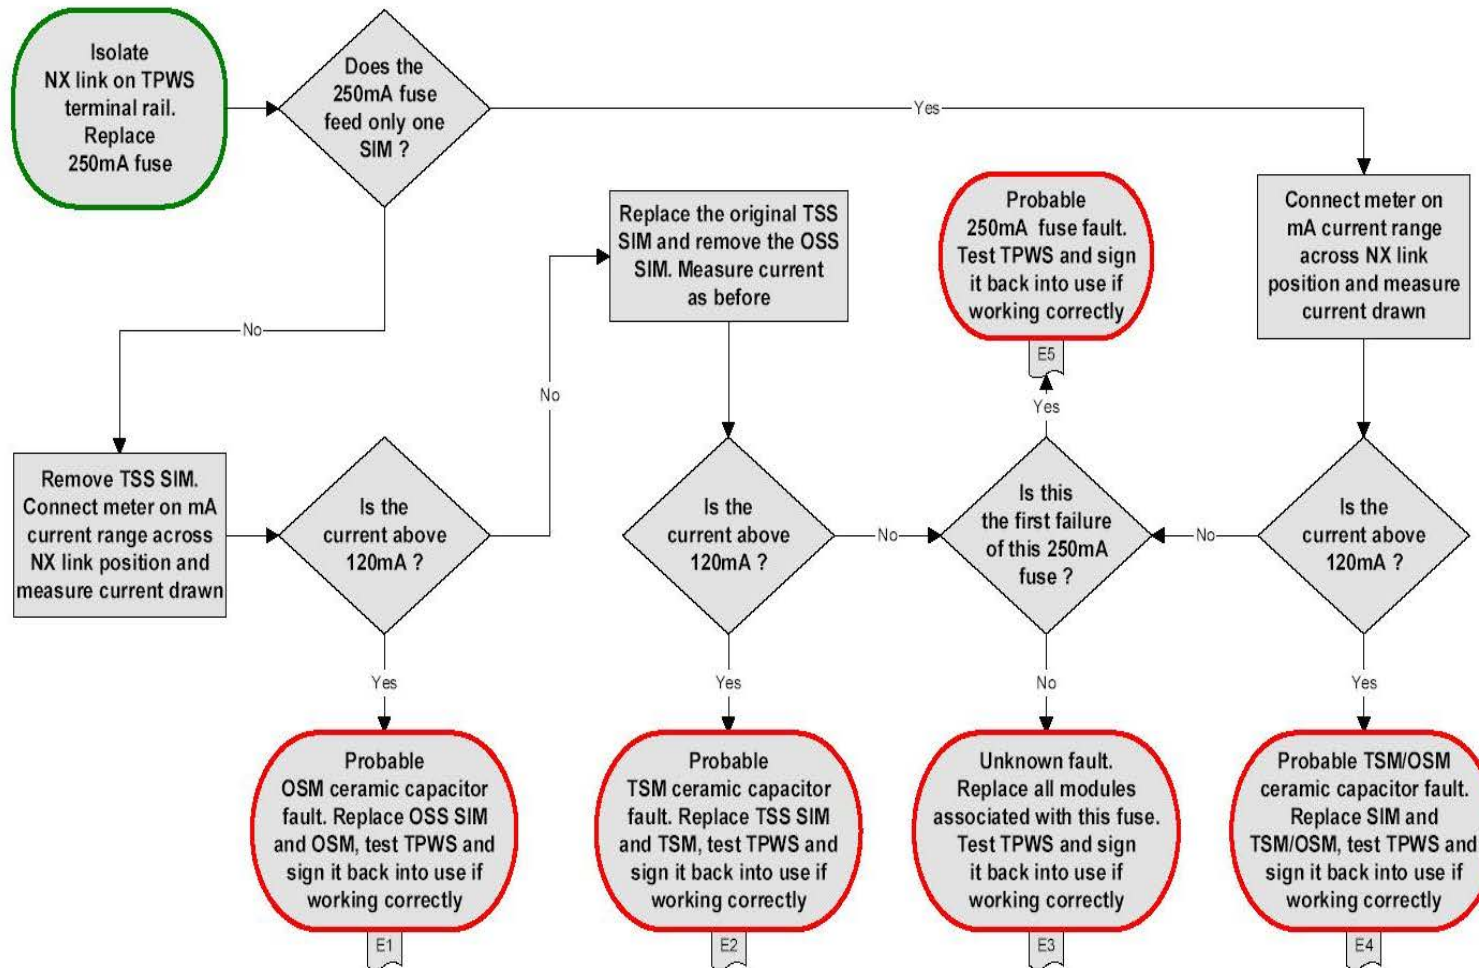 Isolate
NX link on TPWS
terminal rail.
Replace
250mA fuse
Does the
250mA fuse
feed only one
SIM ?
Yes
No
Connect meter on
mA current range
across NX link
position and measure
current drawn
Probable
250mA fuse fault.
Test TPWS and sign
it back into use if
working correctly
E5
Replace the original TSS
SIM and remove the OSS
SIM. Measure current
as before
No
Yes
Remove TSS SIM.
Connect meter on mA
current range across
NX link position and
measure current drawn
Is the
current above
120mA ?
Is the
current above
120mA ?
No
Is this
the first failure
of this 250mA
fuse ?
No
Is the
current above
120mA ?
Yes
Yes
No
Yes
Probable
OSM ceramic capacitor
fault. Replace OSS SIM
and OSM, test TPWS and
sign it back into use if
working correctly
E1
Probable
TSM ceramic capacitor
fault. Replace TSS SIM
and TSM, test TPWS and
sign it back into use if
working correctly
E2
Unknown fault.
Replace all modules
associated with this fuse.
Test TPWS and sign
it back into use if
working correctly
E3
Probable TSM/OSM
ceramic capacitor fault.
Replace SIM and
TSM/OSM, test TPWS and
sign it back into use if
working correctly
E4